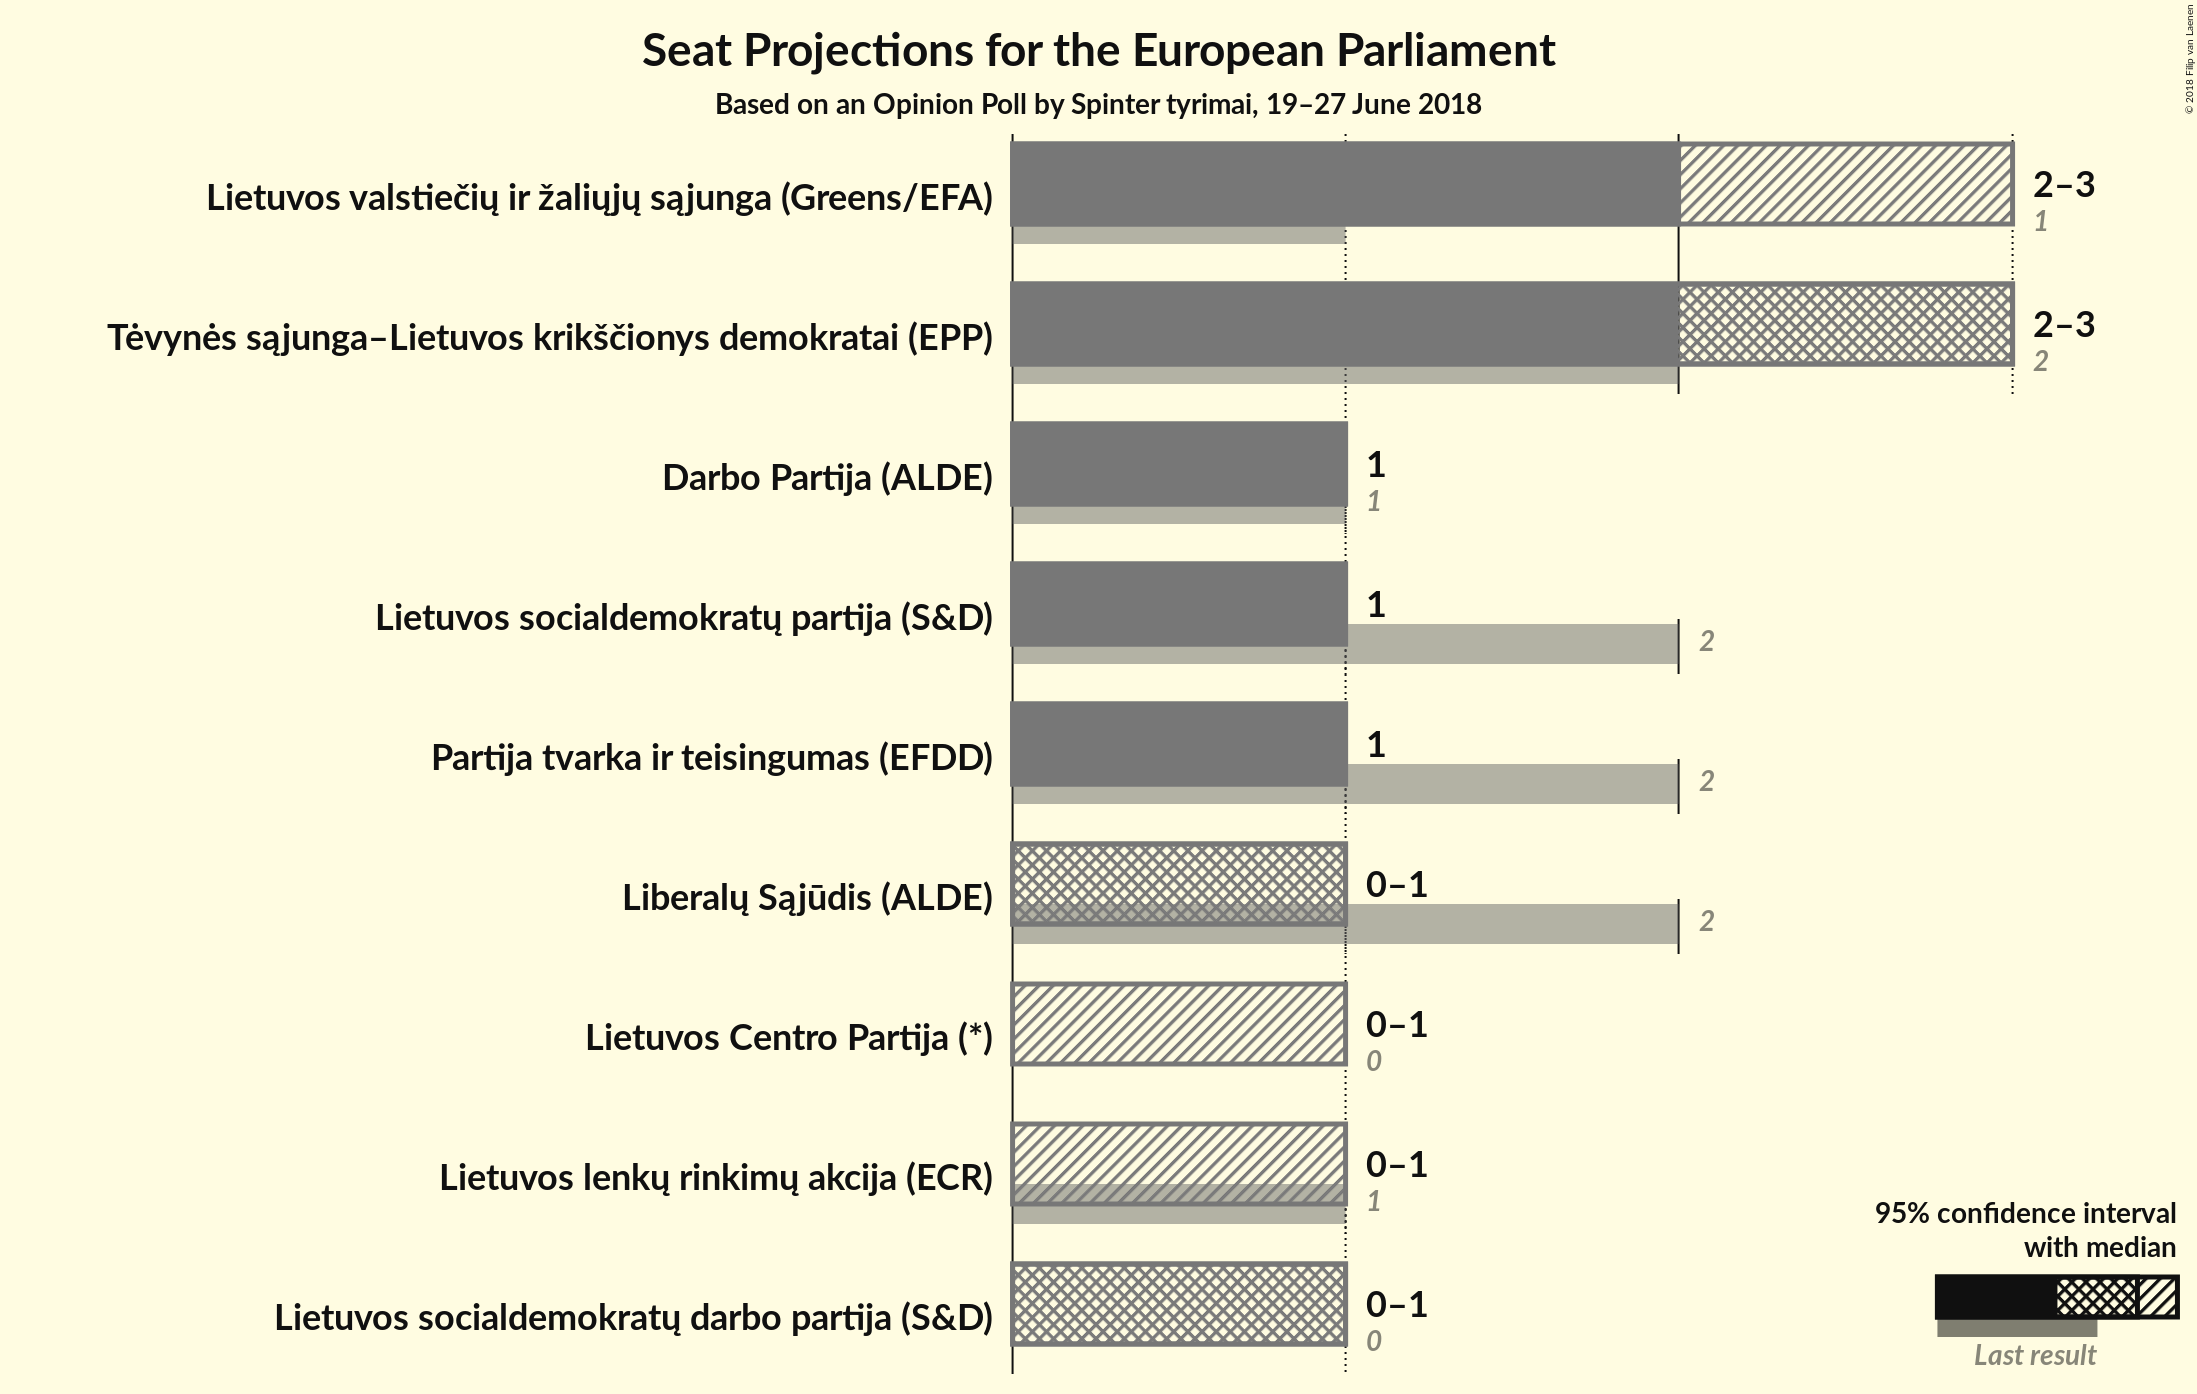 Seat Projections for the European Parliament
Based on an Opinion Poll by Spinter tyrimai, 19–27 June 2018
© 2018 Filip van Laenen
Lietuvos valstiečių ir žaliųjų sąjunga (Greens/EFA)
2–3
1
Tėvynės sąjunga–Lietuvos krikščionys demokratai (EPP)
2–3
2
Darbo Partija (ALDE)
1
1
Lietuvos socialdemokratų partija (S&D)
1
2
Partija tvarka ir teisingumas (EFDD)
1
2
Liberalų Sąjūdis (ALDE)
0–1
2
Lietuvos Centro Partija (*)
0–1
0
Lietuvos lenkų rinkimų akcija (ECR)
0–1
1
Lietuvos socialdemokratų darbo partija (S&D)
0–1
0
95% confidence interval
with median
Last result